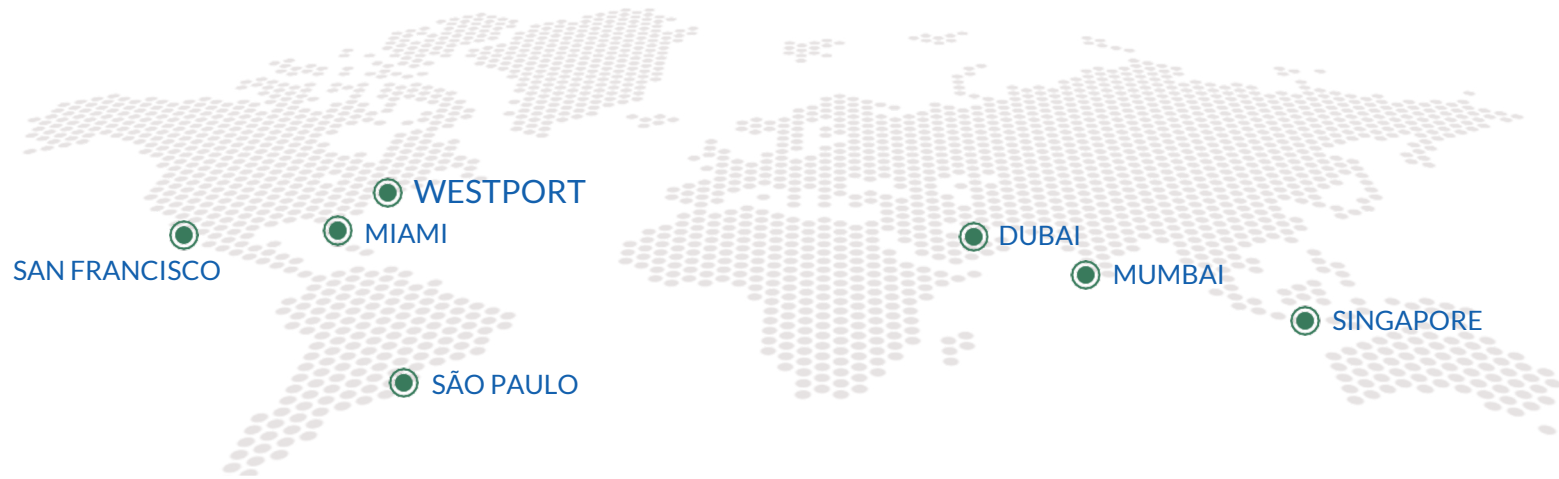 WESTPORT
MIAMI
SAN FRANCISCO
DUBAI
MUMBAI
SINGAPORE
SÃO PAULO